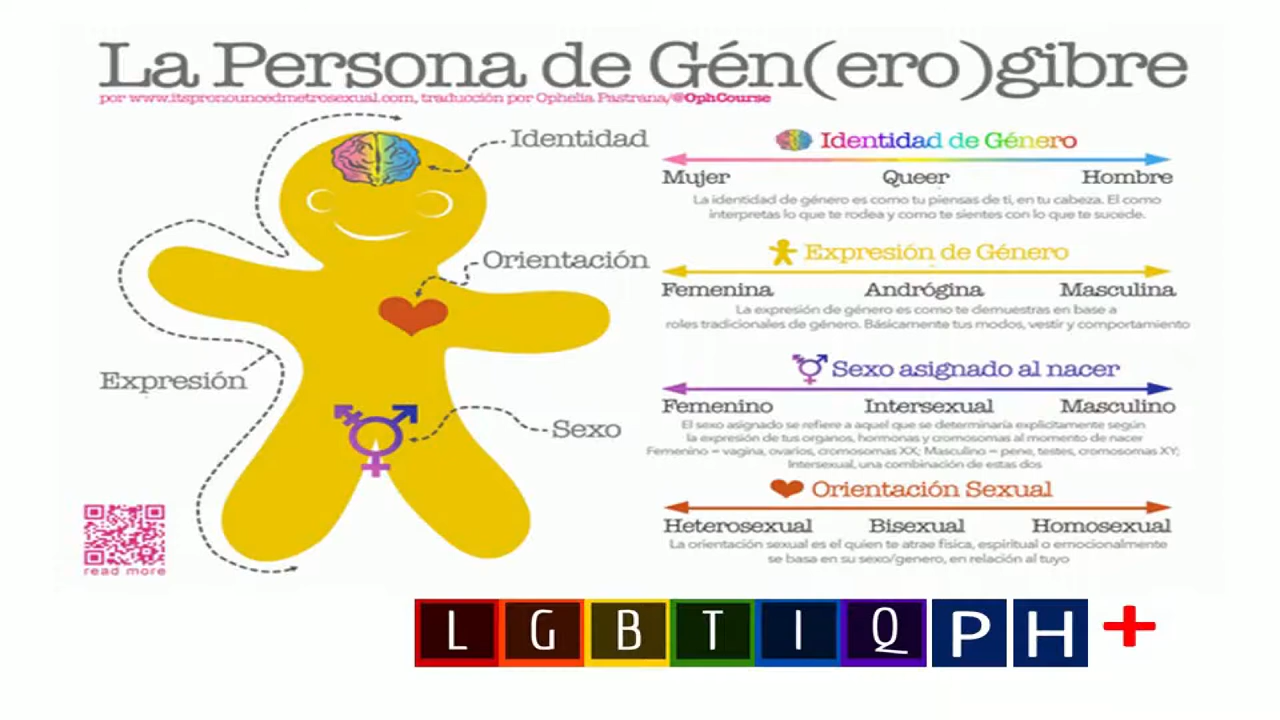 La Persona de Gén(ero)gibre
por www.itspronouncedmetrosexual.com, traducción por Ophelia Pastrana/@OphCourse
Identidad
Orientación
Expresión
Sexo
read more
Identidad de Género
Mujer Queer Hombre
La identidad de género es como tu piensas de ti, en tu cabeza. El como
interpretas lo que te rodea y como te sientes con lo que te sucede.
Expresión de Género
Femenina Andrógina Masculina
La expresión de género es como te demuestras en base a
roles tradicionales de género. Básicamente tus modos, vestir y comportamiento
Sexo asignado al nacer
Femenino Intersexual Masculino
El sexo asignado se refiere a aquel que se determinaría explícitamente según
la expresión de tus organos, hormonas y cromosomas al momento de nacer
Femenino = vagina, ovarios, cromosomas XX; Masculino = pene, testes, cromosomas XY;
Intersexual, una combinación de estas dos
Orientación Sexual
Heterosexual Bisexual Homosexual
La orientación sexual es el quien te atrae física, espiritual o emocionalmente
se basa en su sexo/genero, en relación al tuyo
L G B T I Q P H +